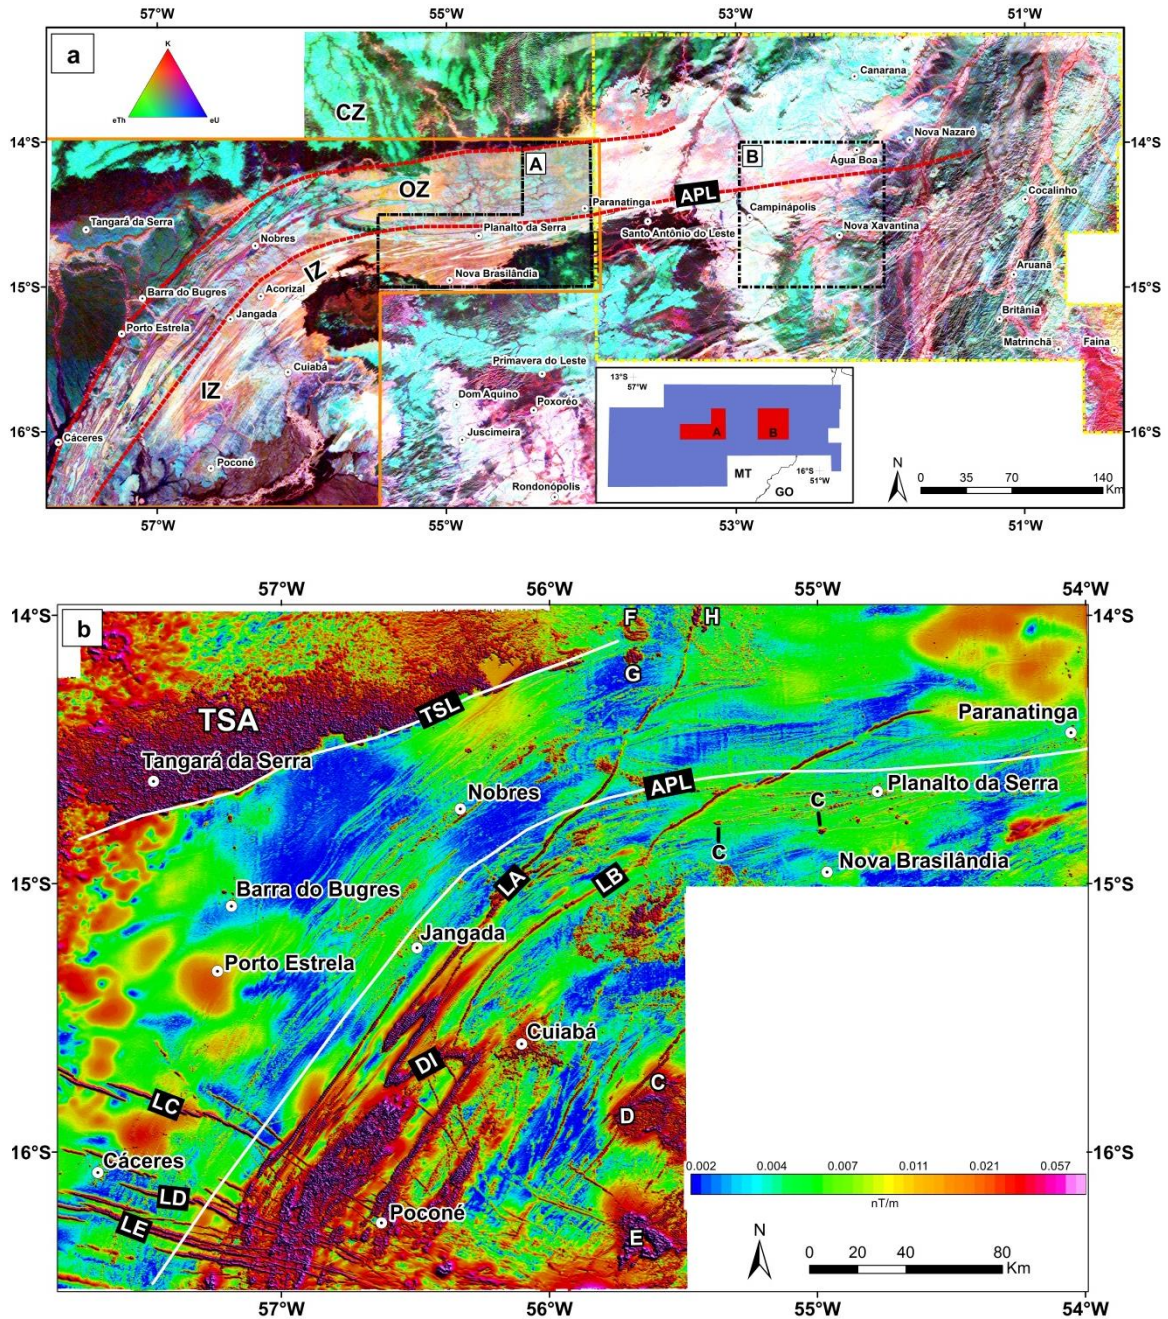 57°W 55°W 53°W 51°W
a
K
eTh eU
CZ
Canarana
14°S 14°S
Nova Nazaré
A
B
Água Boa
OZ
APL
Cocalinho
Paranatinga
Tangará da Serra
Campinápolis
Planalto da Serra
Santo Antônio do Leste
Nova Xavantina
Nobres
IZ
Nova Brasilândia
Aruanã
15°S 15°S
Acorizal
Barra do Bugres
Jangada
Britânia
Porto Estrela
Matrinchã
Faina
Primavera do Leste
Cuiabá
IZ
Dom Aquino
Poxoréo
13°S
57°W
A
B
MT
16°S
51°W
GO
16°S 16°S
Cáceres
Juscimeira
Poconé
Rondonópolis
N
0 35 70 140
Km
57°W 55°W 53°W 51°W
57°W 56°W 55°W 54°W
14°S 14°S
b
F
H
G
TSL
TSA
Paranatinga
Tangará da Serra
APL
Planalto da Serra
Nobres
C
C
Nova Brasilândia
LA
LB
15°S 15°S
Barra do Bugres
Jangada
Porto Estrela
Cuiabá
DI
C
LC
D
16°S 16°S
Cáceres
0.002 0.004 0.007 0.011 0.021 0.057
nT/m
LD
Poconé
LE
E
N
0 20 40 80
Km
57°W 56°W 55°W 54°W